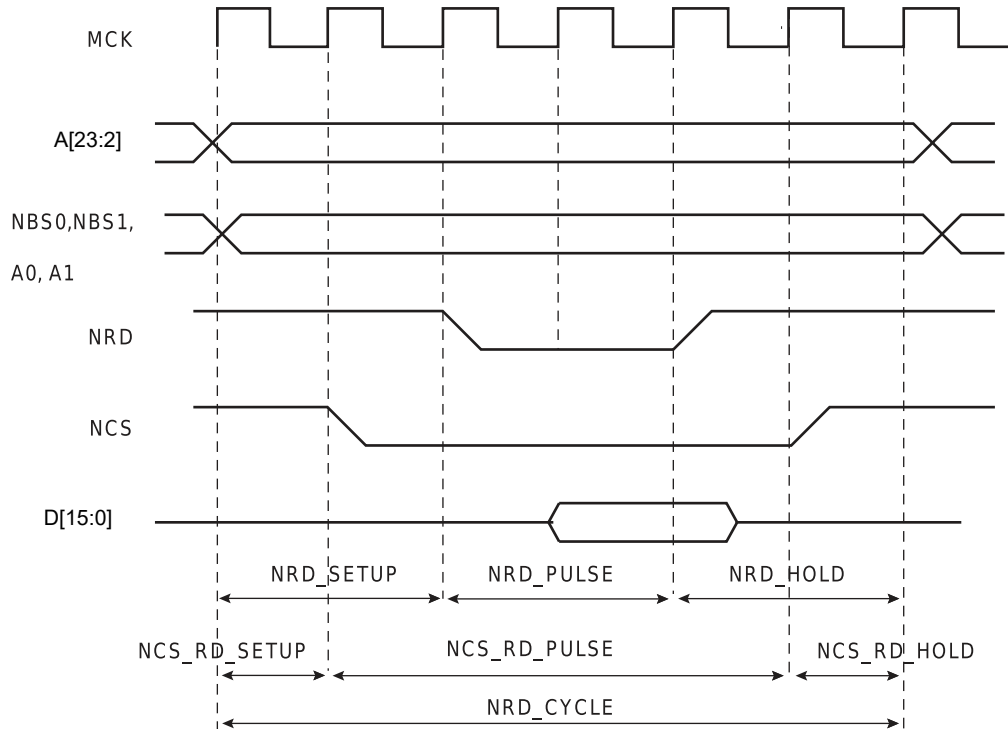 MCK
A[23:2]
NBS0,NBS1,
A0, A1
NRD
NCS
D[15:0]
NRD_SETUP NRD_PULSE NRD_HOLD
NCS_RD_SETUP NCS_RD_PULSE NCS_RD_HOLD
NRD_CYCLE